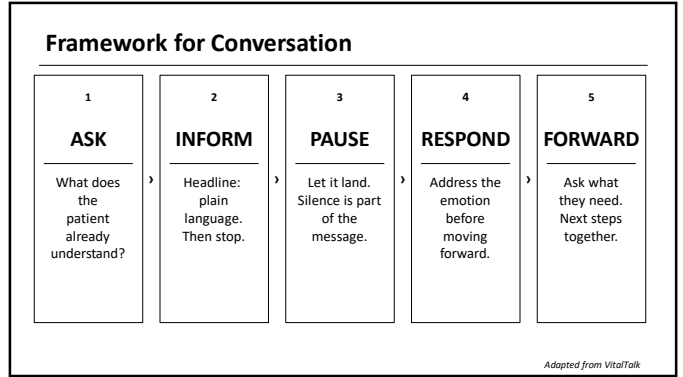 Framework for Conversation
1
ASK
What does
the
patient
already
understand?
›
2
INFORM
Headline:
plain
language.
Then stop.
›
3
PAUSE
Let it land.
Silence is part
of the
message.
›
4
RESPOND
Address the
emotion
before
moving
forward.
›
5
FORWARD
Ask what
they need.
Next steps
together.
Adapted from VitalTalk